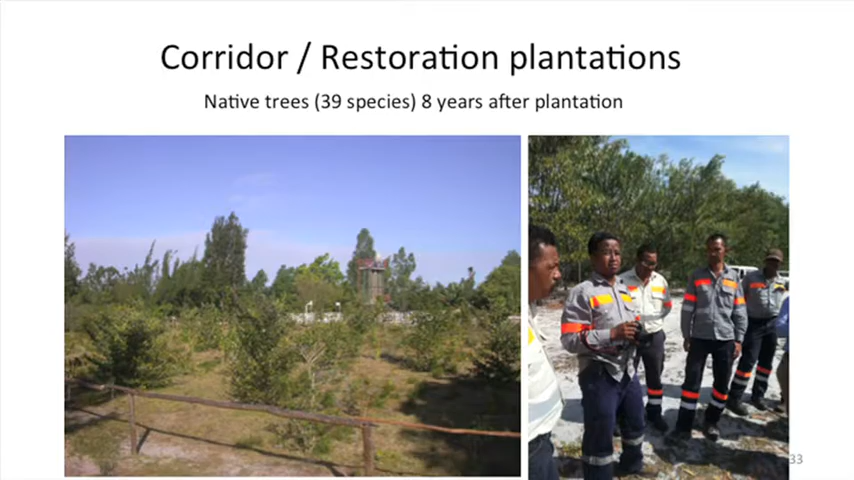 Corridor / Restoration plantations
Native trees (39 species) 8 years after plantation
33